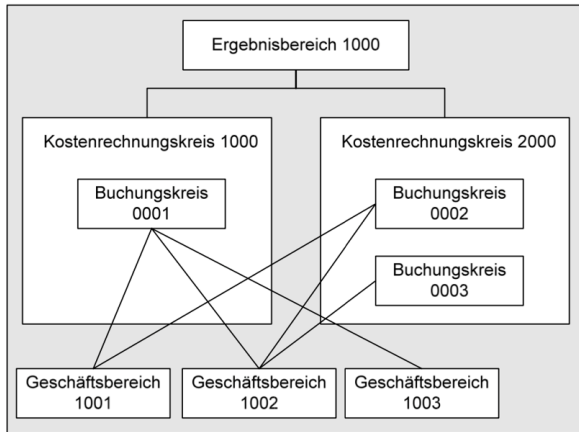 Ergebnisbereich 1000
Kostenrechnungskreis 1000
Kostenrechnungskreis 2000
Buchungskreis
0001
Buchungskreis
0002
Buchungskreis
0003
Geschäftsbereich
1001
Geschäftsbereich
1002
Geschäftsbereich
1003